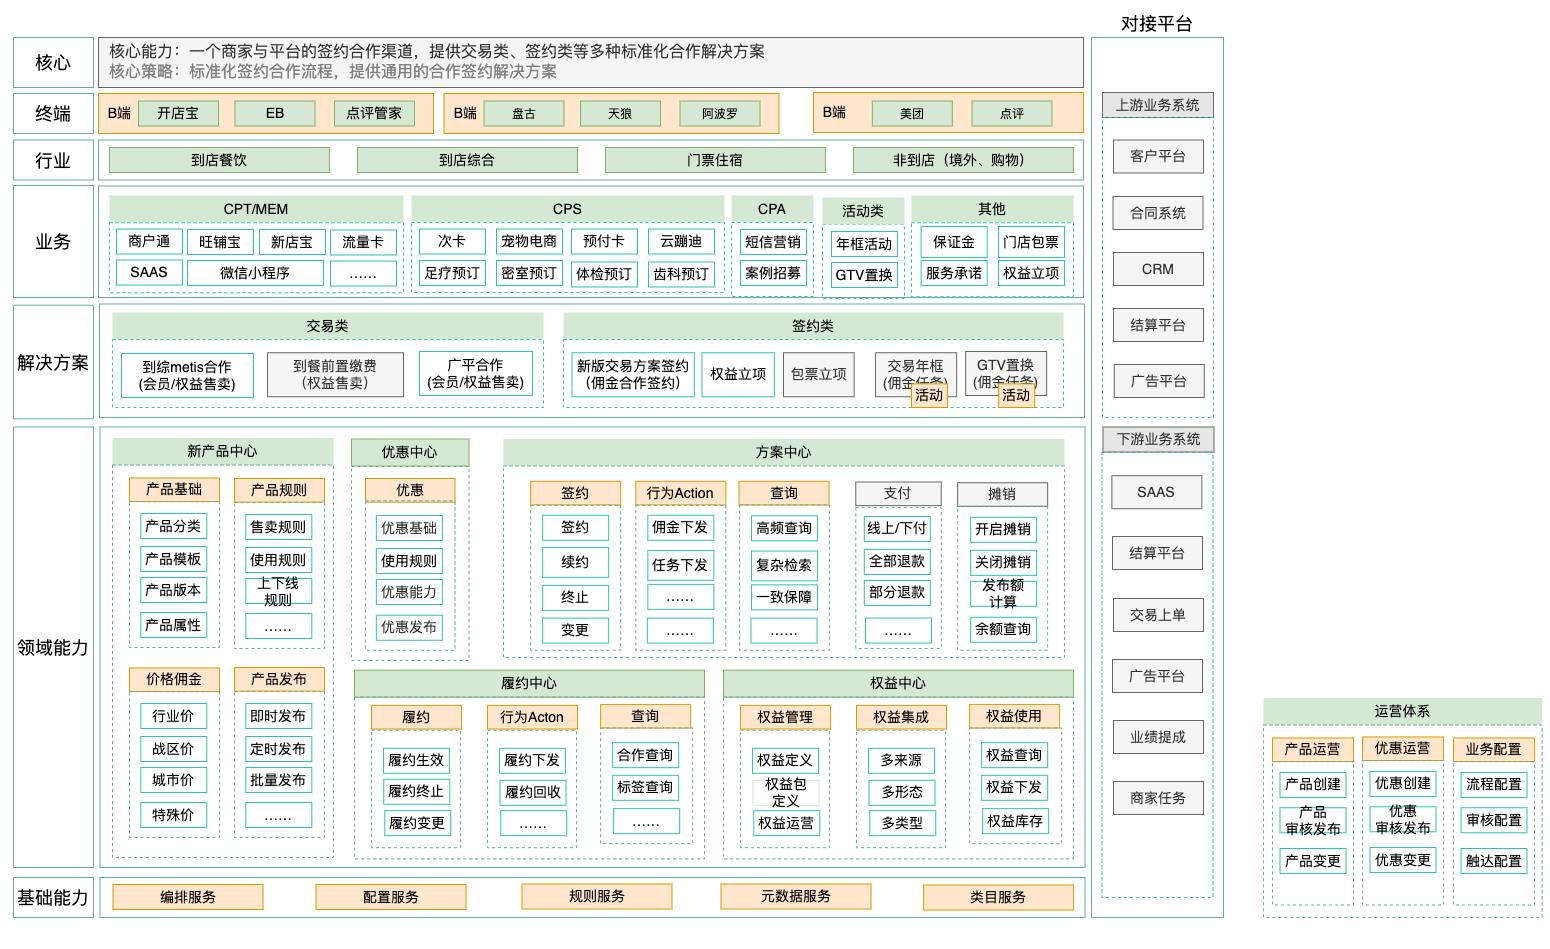 对接平台
核心
核心能力：一个商家与平台的签约合作渠道，提供交易类、签约类等多种标准化合作解决方案
核心策略：标准化签约合作流程，提供通用的合作签约解决方案
终端
B端 开店宝 EB 点评管家 B端 盘古 天狼 阿波罗 B端 美团 点评
行业
到店餐饮 到店综合 门票住宿 非到店（境外、购物）
业务
CPT/MEM CPS CPA 活动类 其他
商户通 旺铺宝 新店宝 流量卡 次卡 宠物电商 预付卡 云蹦迪 短信营销 年框活动 保证金 门店包票
SAAS 微信小程序 …… 足疗预订 密室预订 体检预订 齿科预订 案例招募 GTV置换 服务承诺 权益立项
解决方案
交易类 签约类
到综metis合作
(会员/权益售卖)
到餐前置缴费
（权益售卖）
广平合作
(会员/权益售卖)
新版交易方案签约
（佣金合作签约）
权益立项
包票立项
交易年框
(佣金任务)
活动
GTV置换
(佣金任务)
活动
领域能力
新产品中心
产品基础
产品分类
产品模板
产品版本
产品属性
产品规则
售卖规则
使用规则
上下线
规则
……
价格佣金
行业价
战区价
城市价
特殊价
产品发布
即时发布
定时发布
批量发布
……
优惠中心
优惠
优惠基础
使用规则
优惠能力
优惠发布
方案中心
签约
签约
续约
终止
变更
行为Action
佣金下发
任务下发
……
……
查询
高频查询
复杂检索
一致保障
……
支付
线上/下付
全部退款
部分退款
……
摊销
开启摊销
关闭摊销
发布额
计算
余额查询
履约中心
履约
履约生效
履约终止
履约变更
行为Acton
履约下发
履约回收
……
查询
合作查询
标签查询
……
权益中心
权益管理
权益定义
权益包
定义
权益运营
权益集成
多来源
多形态
多类型
权益使用
权益查询
权益下发
权益库存
基础能力
编排服务 配置服务 规则服务 元数据服务 类目服务
上游业务系统
客户平台
合同系统
CRM
结算平台
广告平台
下游业务系统
SAAS
结算平台
交易上单
广告平台
业绩提成
商家任务
运营体系
产品运营
产品创建
产品
审核发布
产品变更
优惠运营
优惠创建
优惠
审核发布
优惠变更
业务配置
流程配置
审核配置
触达配置